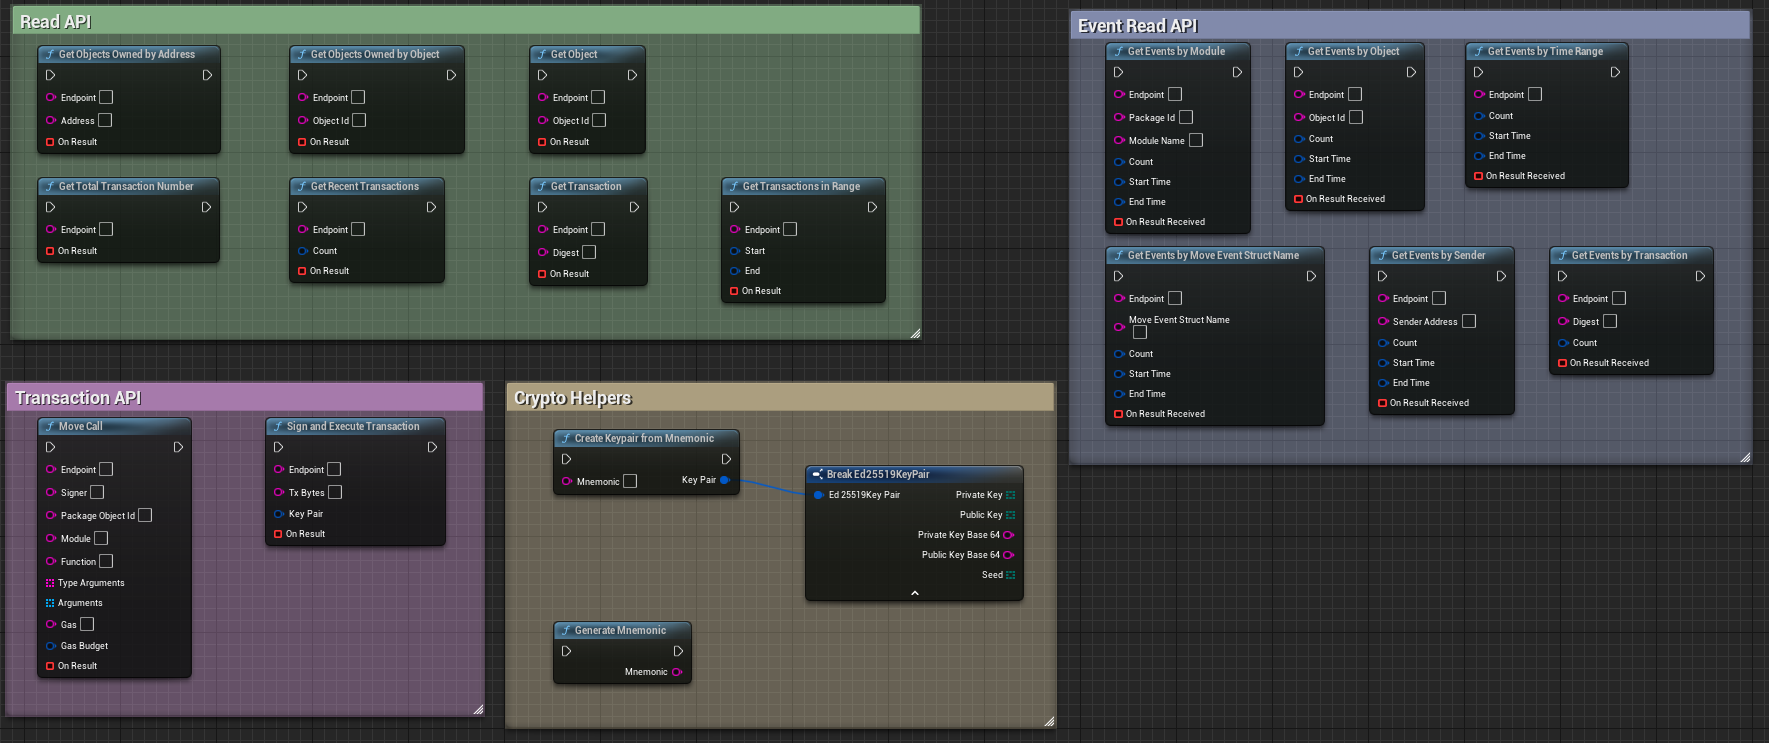 Read API
Get Objects Owned by Address
Endpoint
Address
On Result
Get Objects Owned by Object
Endpoint
Object Id
On Result
Get Object
Endpoint
Object Id
On Result
Get Total Transaction Number
Endpoint
On Result
Get Recent Transactions
Endpoint
Count
On Result
Get Transaction
Endpoint
Digest
On Result
Get Transactions in Range
Endpoint
Start
End
On Result
Event Read API
Get Events by Module
Endpoint
Package Id
Module Name
Count
Start Time
End Time
On Result Received
Get Events by Object
Endpoint
Object Id
Count
Start Time
End Time
On Result Received
Get Events by Time Range
Endpoint
Count
Start Time
End Time
On Result Received
Get Events by Move Event Struct Name
Endpoint
Move Event Struct Name
Count
Start Time
End Time
On Result Received
Get Events by Sender
Endpoint
Sender Address
Count
Start Time
End Time
On Result Received
Get Events by Transaction
Endpoint
Digest
Count
On Result Received
Transaction API
Move Call
Endpoint
Signer
Package Object Id
Module
Function
Type Arguments
Arguments
Gas
Gas Budget
On Result
Sign and Execute Transaction
Endpoint
Tx Bytes
Key Pair
On Result
Crypto Helpers
Create Keypair from Mnemonic
Mnemonic
Key Pair
Break Ed25519KeyPair
Ed 25519Key Pair
Private Key
Public Key
Private Key Base 64
Public Key Base 64
Seed
Generate Mnemonic
Mnemonic